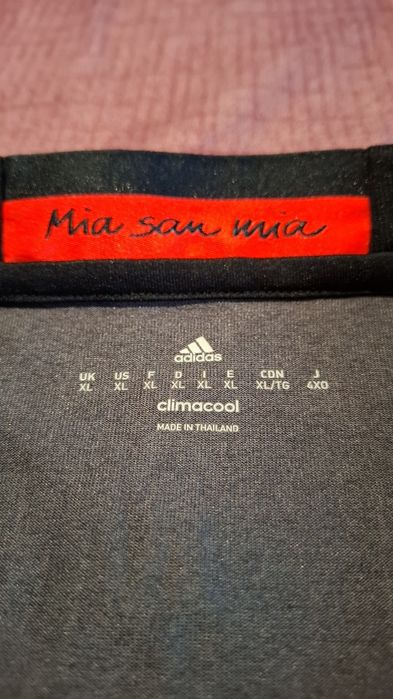 Mia san mia
adidas
UK US F D I E CDN J
XL XL XL XL XL XL XL/TG 4XO
climacool
MADE IN THAILAND